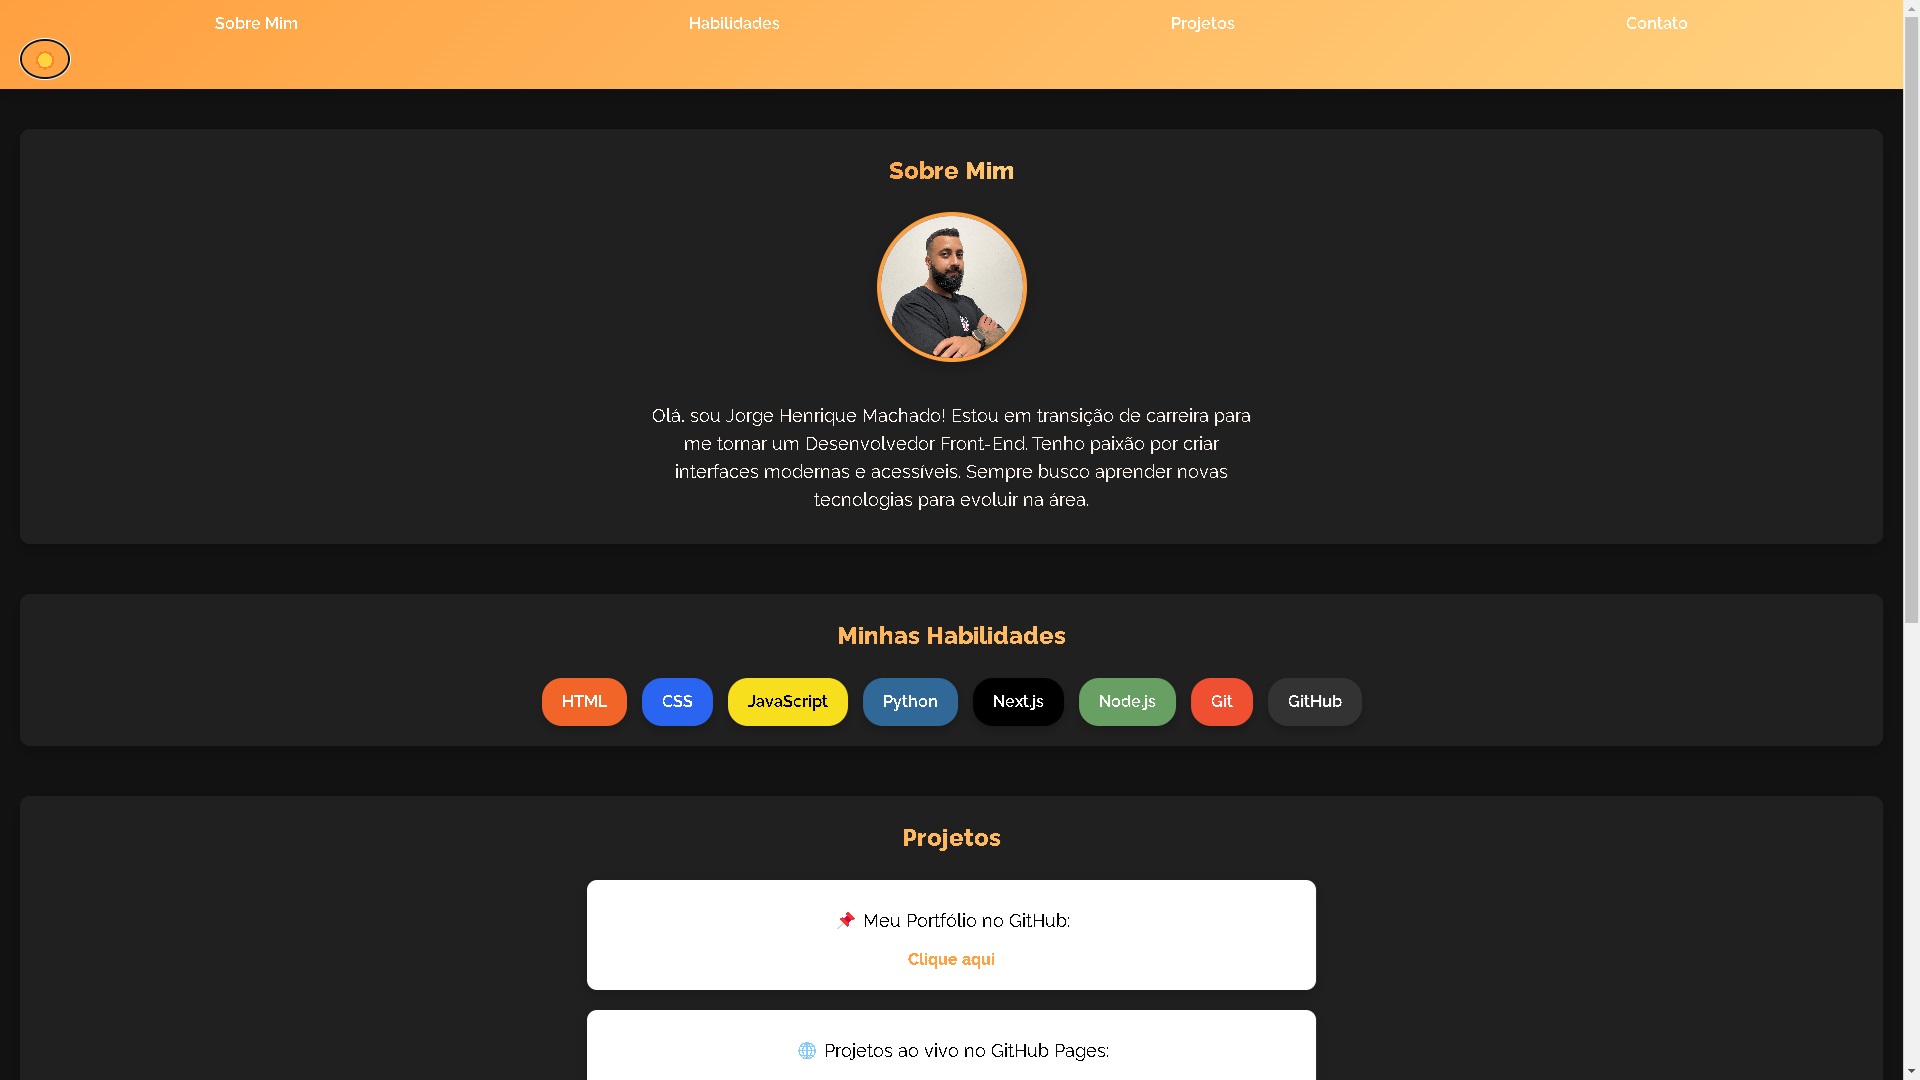 Sobre Mim Habilidades Projetos Contato
Sobre Mim
Olá, sou Jorge Henrique Machado! Estou em transição de carreira para
me tornar um Desenvolvedor Front-End. Tenho paixão por criar
interfaces modernas e acessíveis. Sempre busco aprender novas
tecnologias para evoluir na área.
Minhas Habilidades
HTML CSS JavaScript Python Next.js Node.js Git GitHub
Projetos
📌 Meu Portfólio no GitHub:
Clique aqui
🌐 Projetos ao vivo no GitHub Pages: